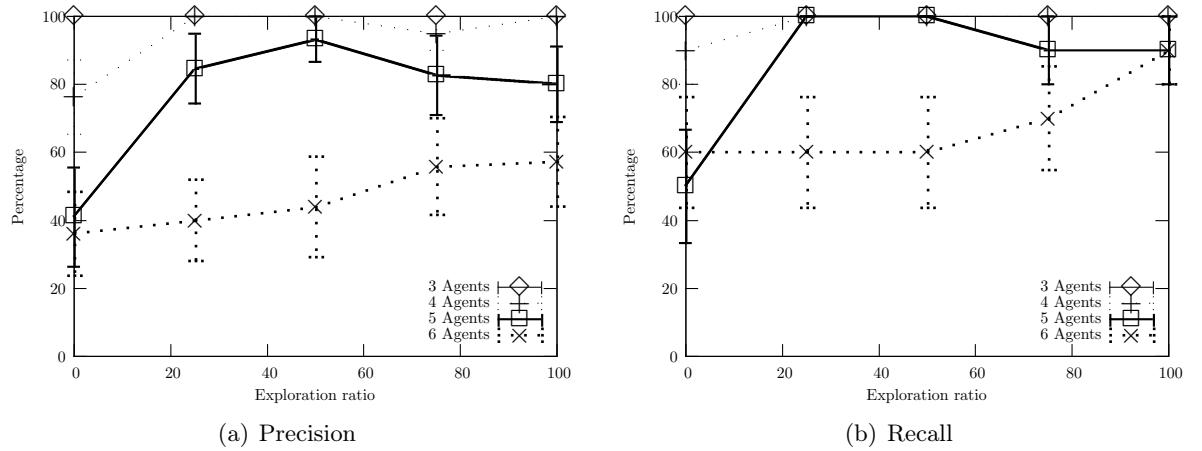 100
80
60
40
20
0
Percentage
0 20 40 60 80 100
Exploration ratio
3 Agents
4 Agents
5 Agents
6 Agents
(a) Precision
100
80
60
40
20
0
Percentage
0 20 40 60 80 100
Exploration ratio
3 Agents
4 Agents
5 Agents
6 Agents
(b) Recall